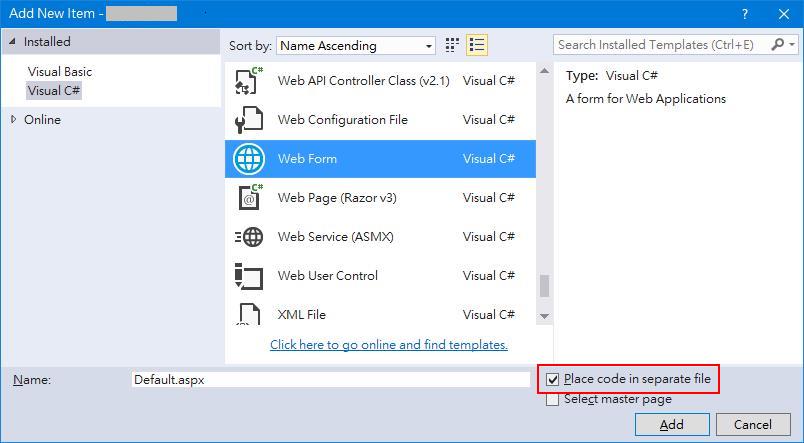 Add New Item -
? ×
Installed
Sort by: Name Ascending
Search Installed Templates (Ctrl+E)
Visual Basic
Visual C#
Online
Web API Controller Class (v2.1) Visual C#
Web Configuration File Visual C#
Web Form Visual C#
Web Page (Razor v3) Visual C#
Web Service (ASMX) Visual C#
Web User Control Visual C#
XML File Visual C#
Type: Visual C#
A form for Web Applications
Click here to go online and find templates.
Name: Default.aspx
Place code in separate file
Select master page
Add Cancel